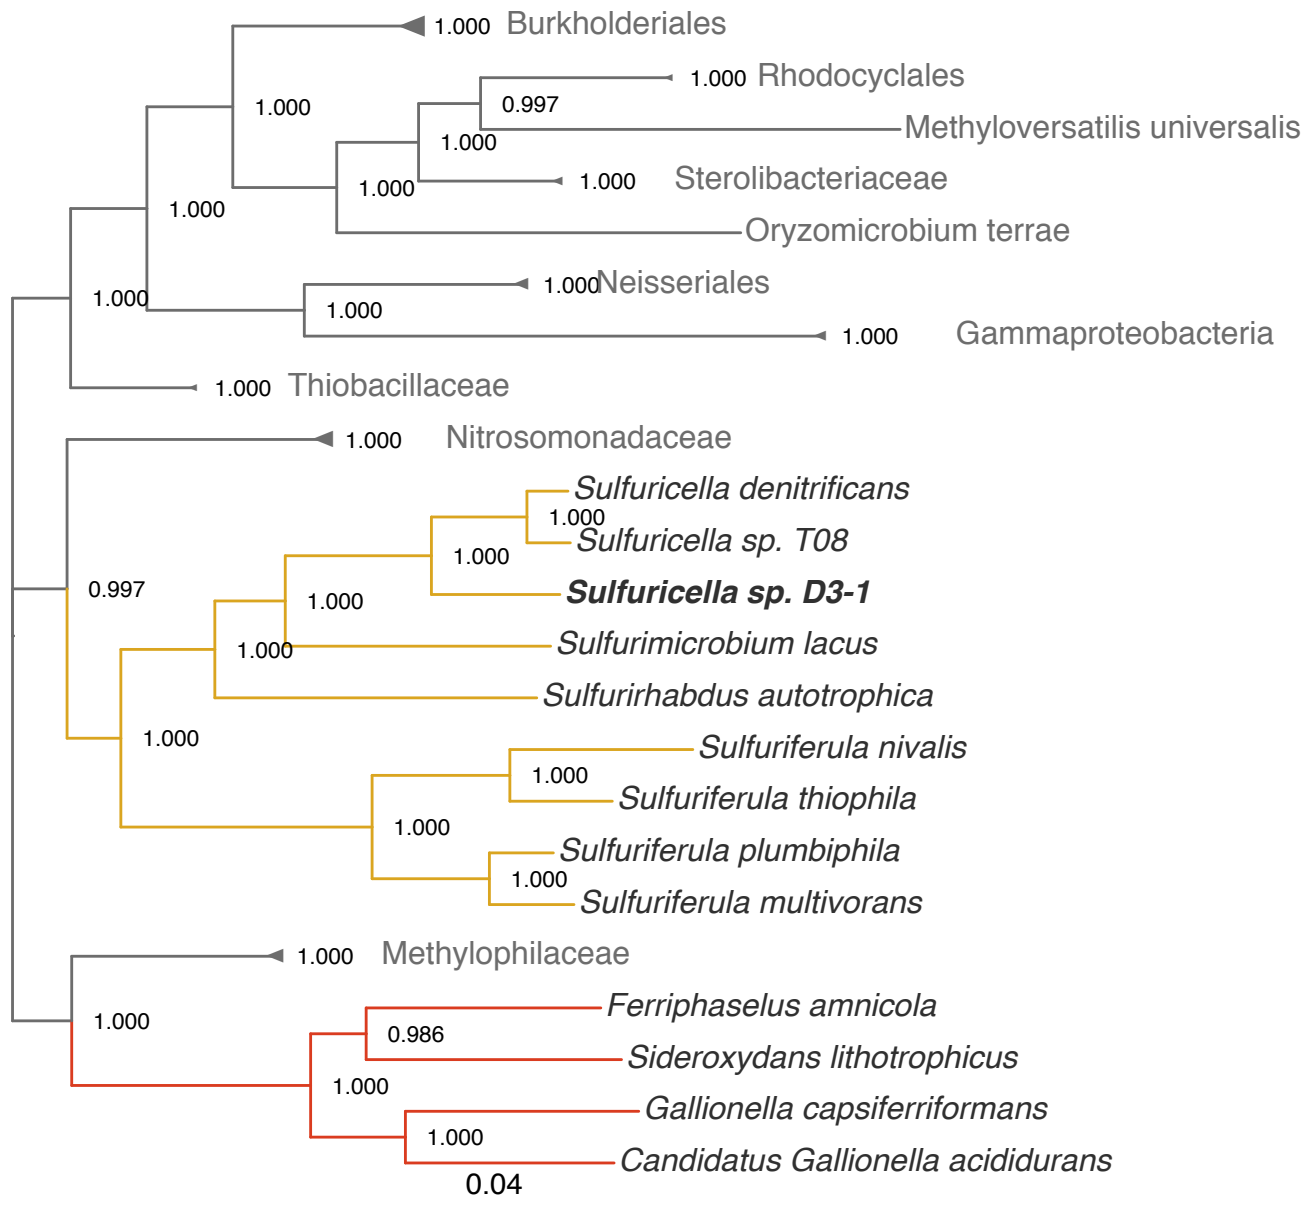 1.000 Burkholderiales
1.000 Rhodocyclales
0.997
1.000
Methyloversatilis universalis
1.000
1.000
1.000 Sterolibacteriaceae
1.000
Oryzomicrobium terrae
1.000
1.000 Neisseriales
1.000
1.000 Gammaproteobacteria
1.000 Thiobacillaceae
1.000 Nitrosomonadaceae
Sulfuricella denitrificans
1.000
Sulfuricella sp. T08
1.000
0.997
Sulfuricella sp. D3-1
1.000
1.000
Sulfurimicrobium lacus
Sulfurirhabdus autotrophica
1.000
Sulfuriferula nivalis
1.000
Sulfuriferula thiophila
1.000
Sulfuriferula plumbiphila
1.000
Sulfuriferula multivorans
1.000 Methylophilaceae
Ferriphaselus amnicola
1.000
0.986
Sideroxydans lithotrophicus
1.000
Gallionella capsiferriformans
1.000
Candidatus Gallionella acididurans
0.04